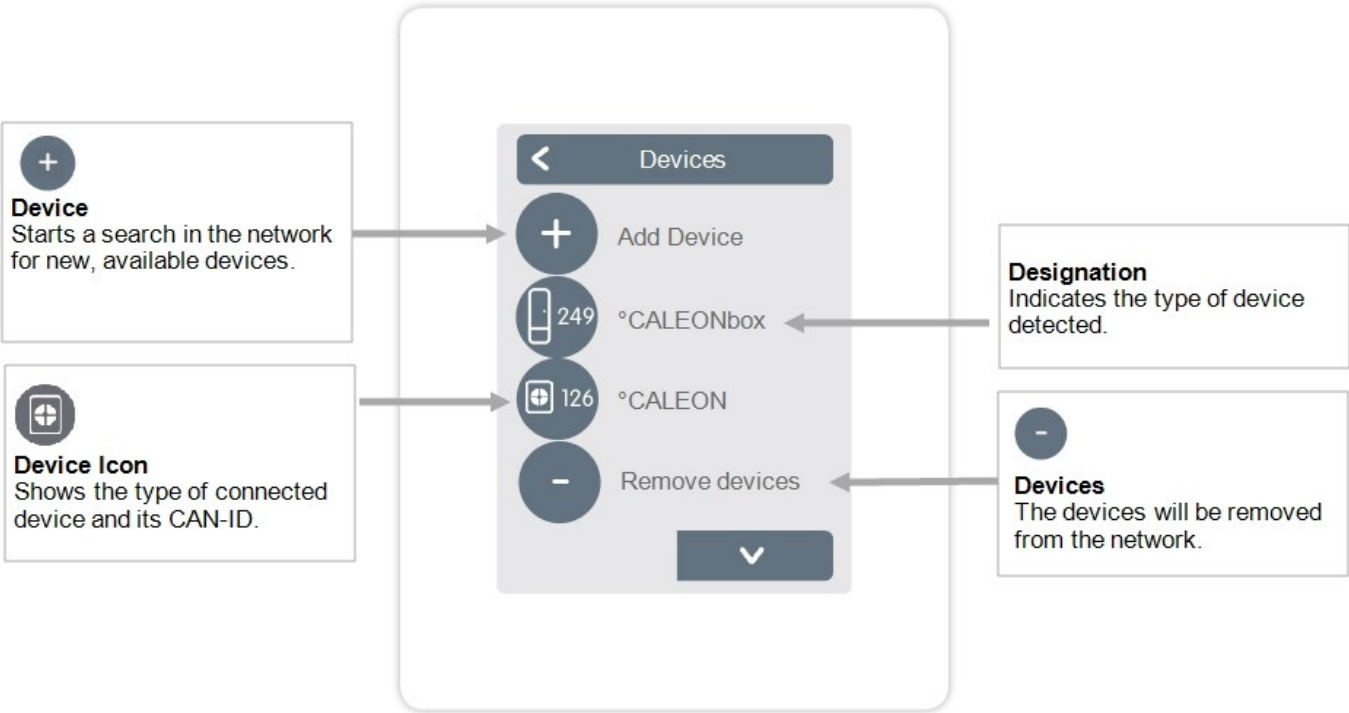 +
Device
Starts a search in the network
for new, available devices.
Device Icon
Shows the type of connected
device and its CAN-ID.
Devices
+ Add Device
249 °CALEONbox
126 °CALEON
- Remove devices
Designation
Indicates the type of device
detected.
-
Devices
The devices will be removed
from the network.